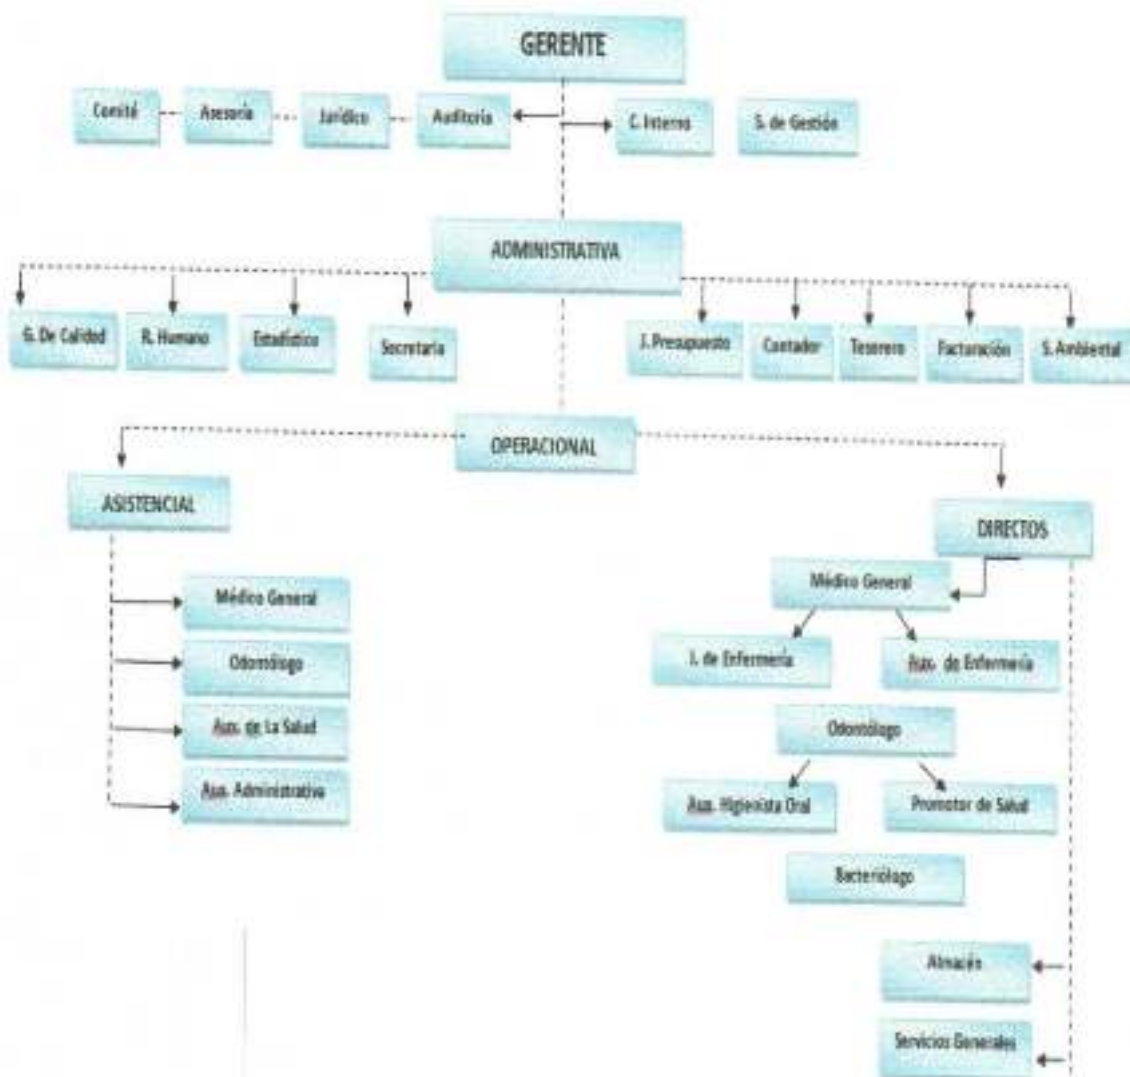 GERENTE
Comité
Asesoría
Jurídico
Auditoria
C. Interno
S. de Gestión
ADMINISTRATIVA
G. De Calidad
R. Humano
Estadístico
Secretaria
J. Presupuesto
Contador
Tesorero
Facturación
S. Ambiental
OPERACIONAL
ASISTENCIAL
Médico General
Odontólogo
Aux. de La Salud
Aux. Administrativo
DIRECTOS
Médico General
J. de Enfermería
Aux. de Enfermería
Odontólogo
Aux. Higienista Oral
Promotor de Salud
Bacteriólogo
Almacén
Servicios Generales